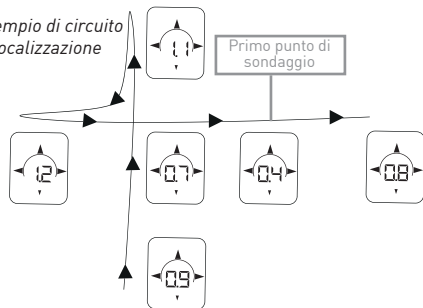 empio di circuito
ocalizzazione
1.1
Primo punto di
sondaggio
1.2
0.7
0.4
0.8
0.9